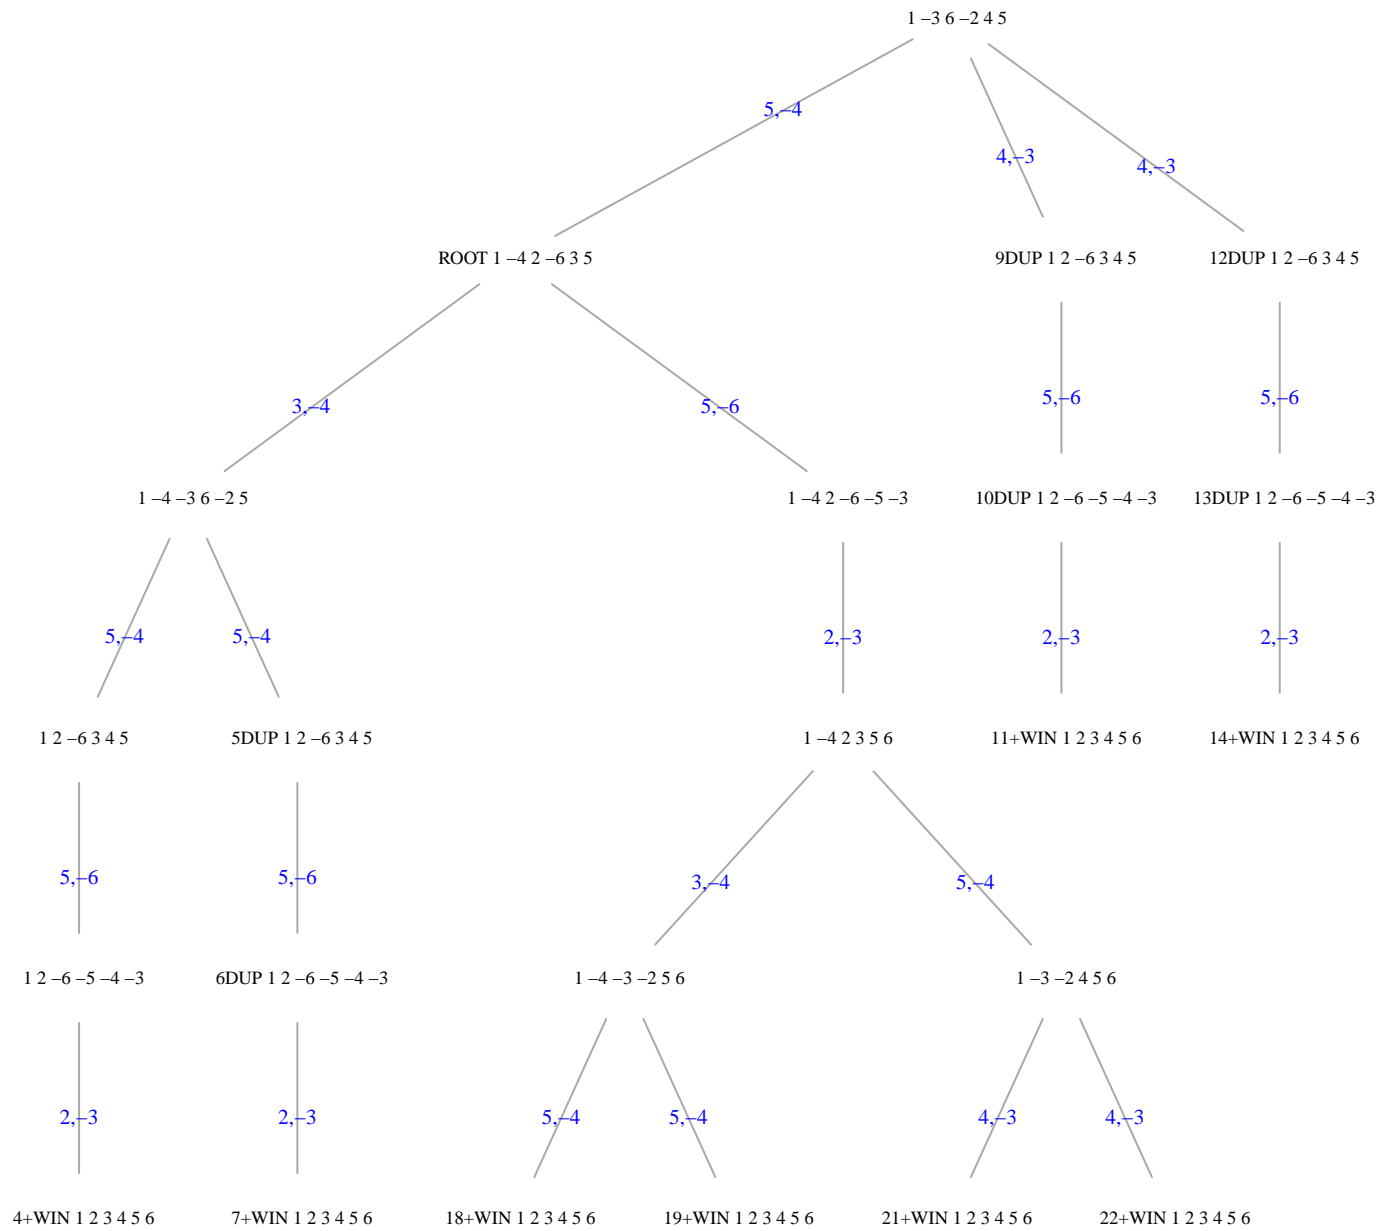 1 –3 6 –2 4 5
5,–4
4,–3
4,–3
ROOT 1 –4 2 –6 3 5
9DUP 1 2 –6 3 4 5
12DUP 1 2 –6 3 4 5
3,–4
5,–6
5,–6
5,–6
1 –4 –3 6 –2 5
1 –4 2 –6 –5 –3
10DUP 1 2 –6 –5 –4 –3
13DUP 1 2 –6 –5 –4 –3
5,–4
5,–4
2,–3
2,–3
2,–3
1 2 –6 3 4 5
5DUP 1 2 –6 3 4 5
1 –4 2 3 5 6
11+WIN 1 2 3 4 5 6
14+WIN 1 2 3 4 5 6
5,–6
5,–6
3,–4
5,–4
1 2 –6 –5 –4 –3
6DUP 1 2 –6 –5 –4 –3
1 –4 –3 –2 5 6
1 –3 –2 4 5 6
2,–3
2,–3
5,–4
5,–4
4,–3
4,–3
4+WIN 1 2 3 4 5 6
7+WIN 1 2 3 4 5 6
18+WIN 1 2 3 4 5 6
19+WIN 1 2 3 4 5 6
21+WIN 1 2 3 4 5 6
22+WIN 1 2 3 4 5 6